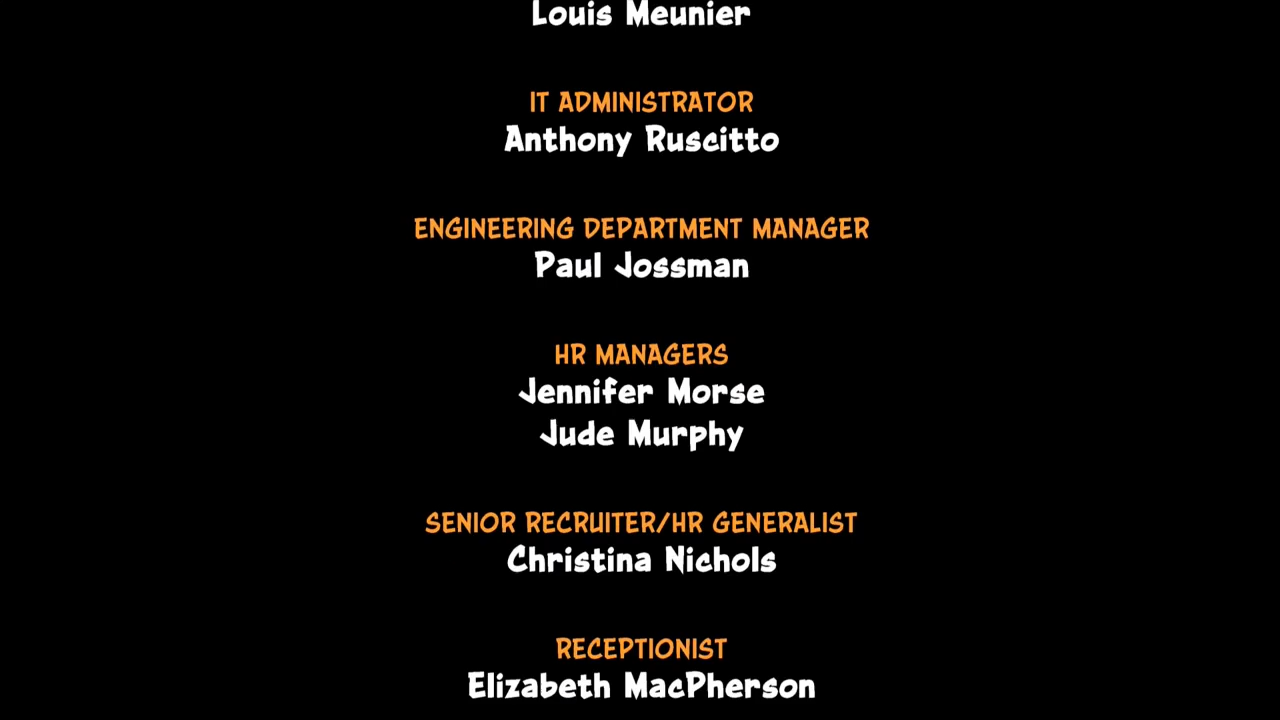 Louis Meunier
IT ADMINISTRATOR
Anthony Ruscitto
ENGINEERING DEPARTMENT MANAGER
Paul Jossman
HR MANAGERS
Jennifer Morse
Jude Murphy
SENIOR RECRUITER/HR GENERALIST
Christina Nichols
RECEPTIONIST
Elizabeth MacPherson